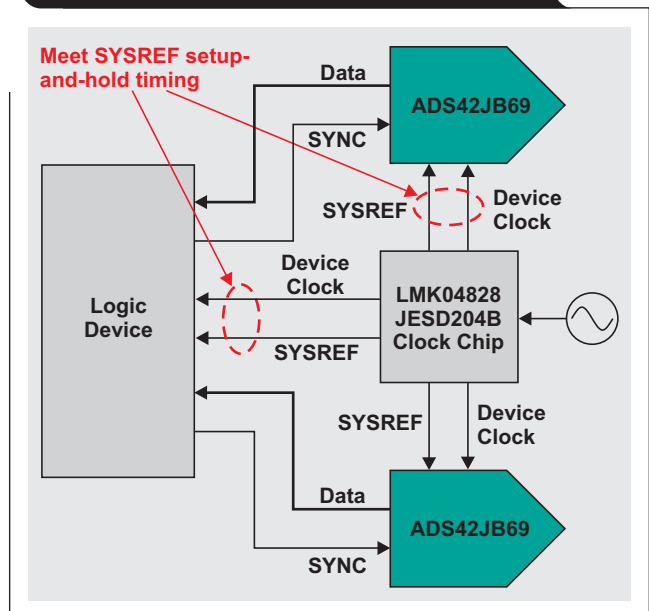 Meet SYSREF setup-
and-hold timing
Data
ADS42JB69
SYNC
SYSREF
Device
Clock
Device
Clock
Logic
Device
LMK04828
JESD204B
Clock Chip
SYSREF
SYSREF
Device
Clock
Data
ADS42JB69
SYNC